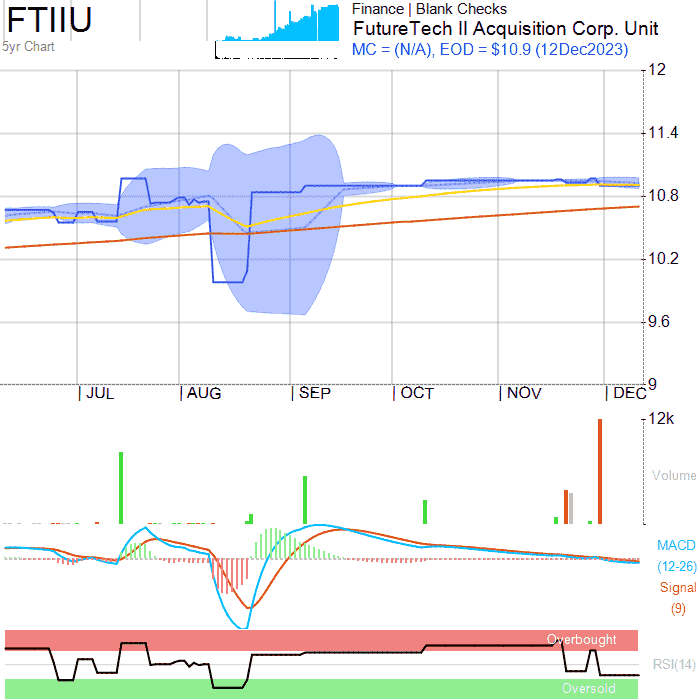 FTIIU
5yr Chart
Finance | Blank Checks
FutureTech II Acquisition Corp. Unit
MC = (N/A), EOD = $10.9 (12Dec2023)
12
11.4
10.8
10.2
9.6
9
| JUL | AUG | SEP | OCT | NOV | DEC
12k
Volume
MACD
(12-26)
Signal
(9)
Overbought
RSI(14)
Oversold